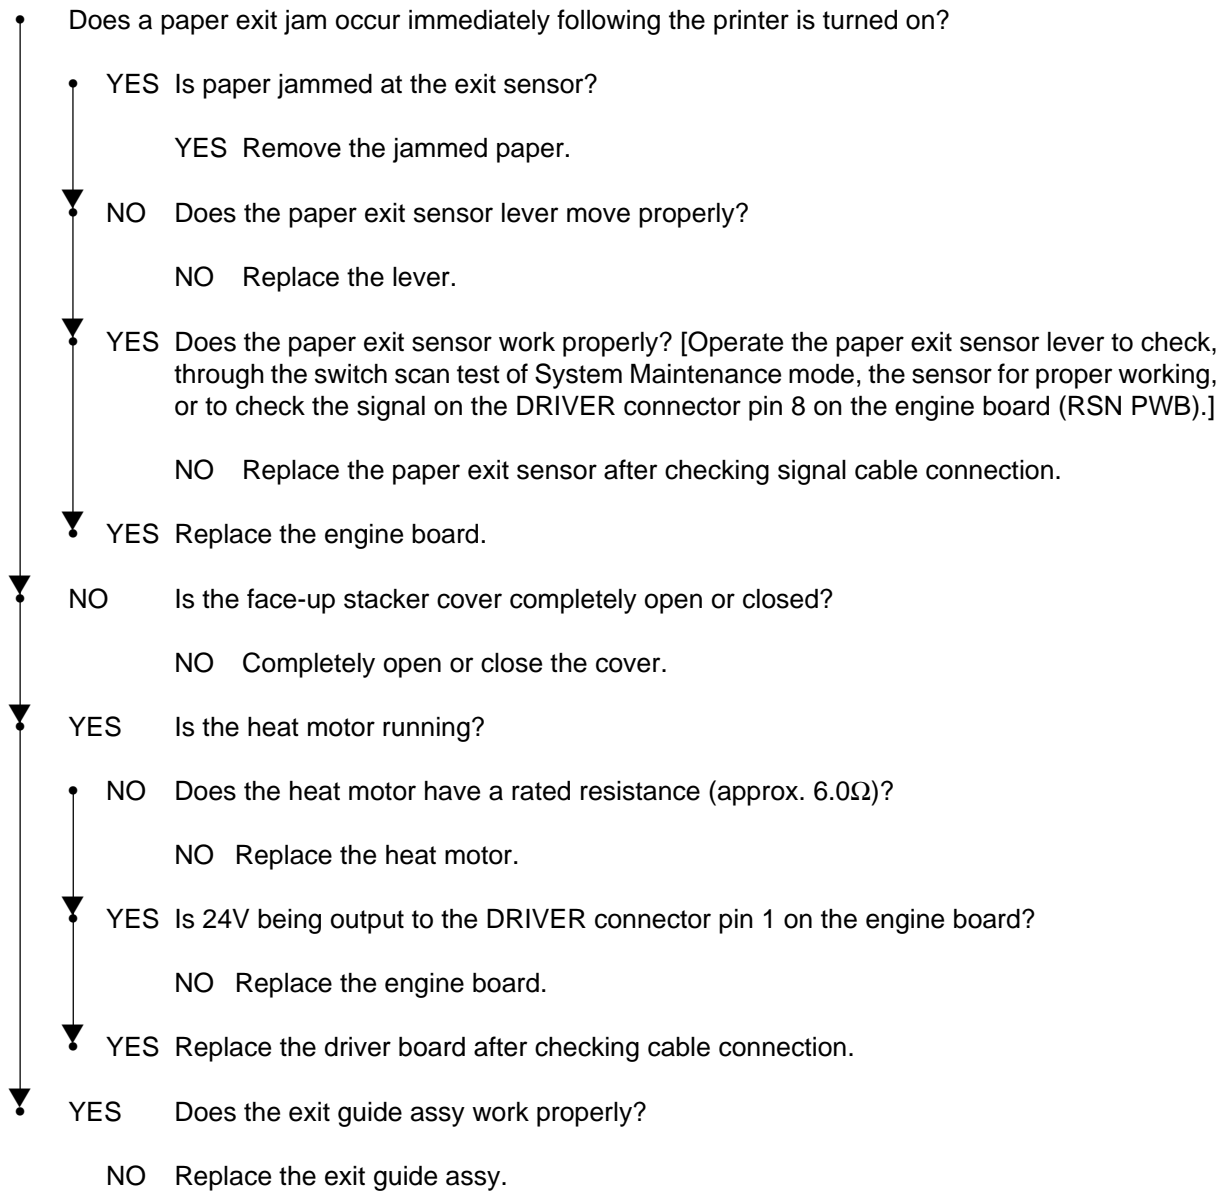 Does a paper exit jam occur immediately following the printer is turned on?
YES Is paper jammed at the exit sensor?
YES Remove the jammed paper.
NO Does the paper exit sensor lever move properly?
NO Replace the lever.
YES Does the paper exit sensor work properly? [Operate the paper exit sensor lever to check,
through the switch scan test of System Maintenance mode, the sensor for proper working,
or to check the signal on the DRIVER connector pin 8 on the engine board (RSN PWB).]
NO Replace the paper exit sensor after checking signal cable connection.
YES Replace the engine board.
NO Is the face-up stacker cover completely open or closed?
NO Completely open or close the cover.
YES Is the heat motor running?
NO Does the heat motor have a rated resistance (approx. 6.0Ω)?
NO Replace the heat motor.
YES Is 24V being output to the DRIVER connector pin 1 on the engine board?
NO Replace the engine board.
YES Replace the driver board after checking cable connection.
YES Does the exit guide assy work properly?
NO Replace the exit guide assy.